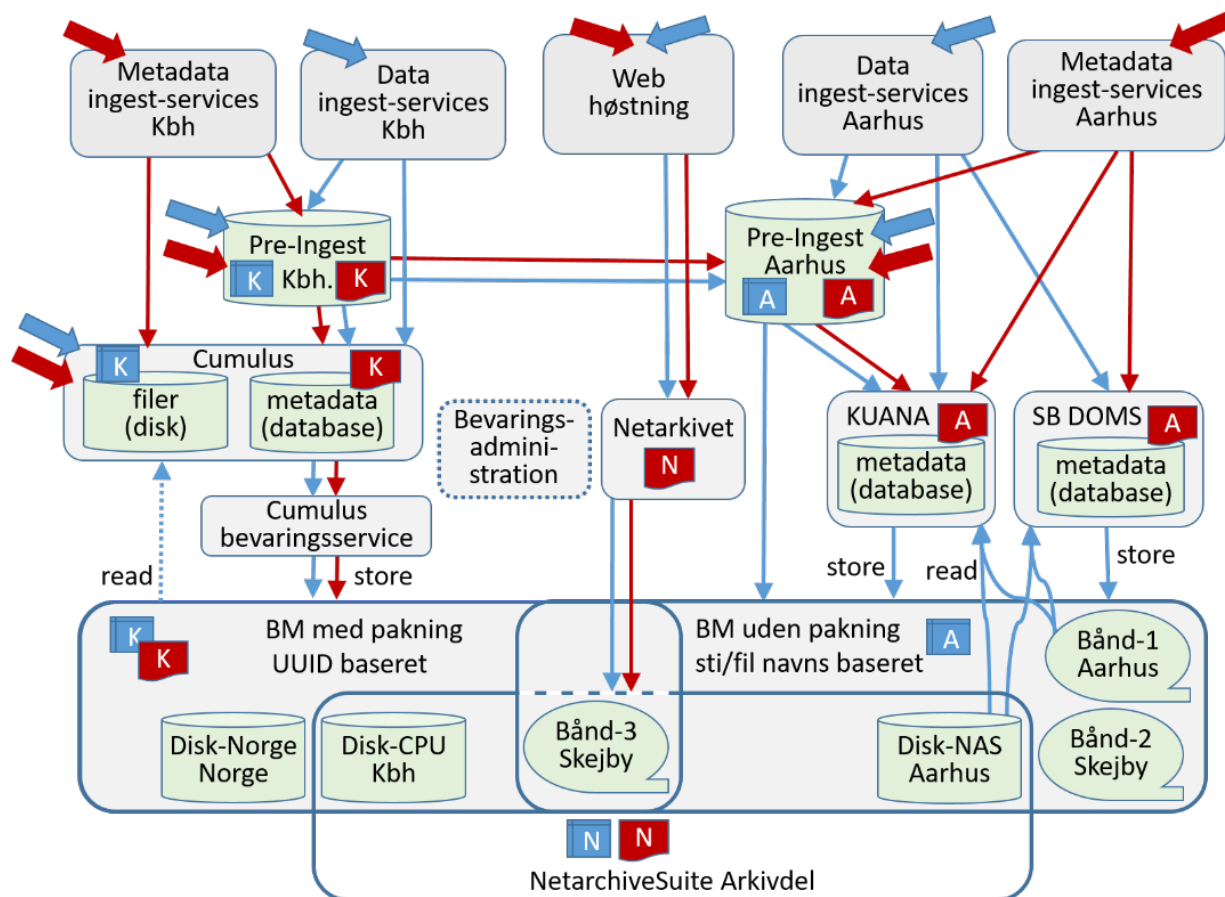 Metadata
ingest-services
Kbh
Data
ingest-services
Kbh
Web
høstning
Data
ingest-services
Aarhus
Metadata
ingest-services
Aarhus
Pre-Ingest
Kbh.
K
K
Pre-Ingest
Aarhus
A
A
Cumulus
K
K
filer
(disk)
metadata
(database)
Bevarings-
admini-
stration
Netarkivet
N
KUANA
A
metadata
(database)
SB DOMS
A
metadata
(database)
Cumulus
bevaringsservice
read
store
store
read
store
K
K
BM med pakning
UUID baseret
BM uden pakning
sti/fil navns baseret
A
Bånd-1
Aarhus
Disk-Norge
Norge
Disk-CPU
Kbh
Bånd-3
Skejby
Disk-NAS
Aarhus
Bånd-2
Skejby
N
N
NetarchiveSuite Arkivdel